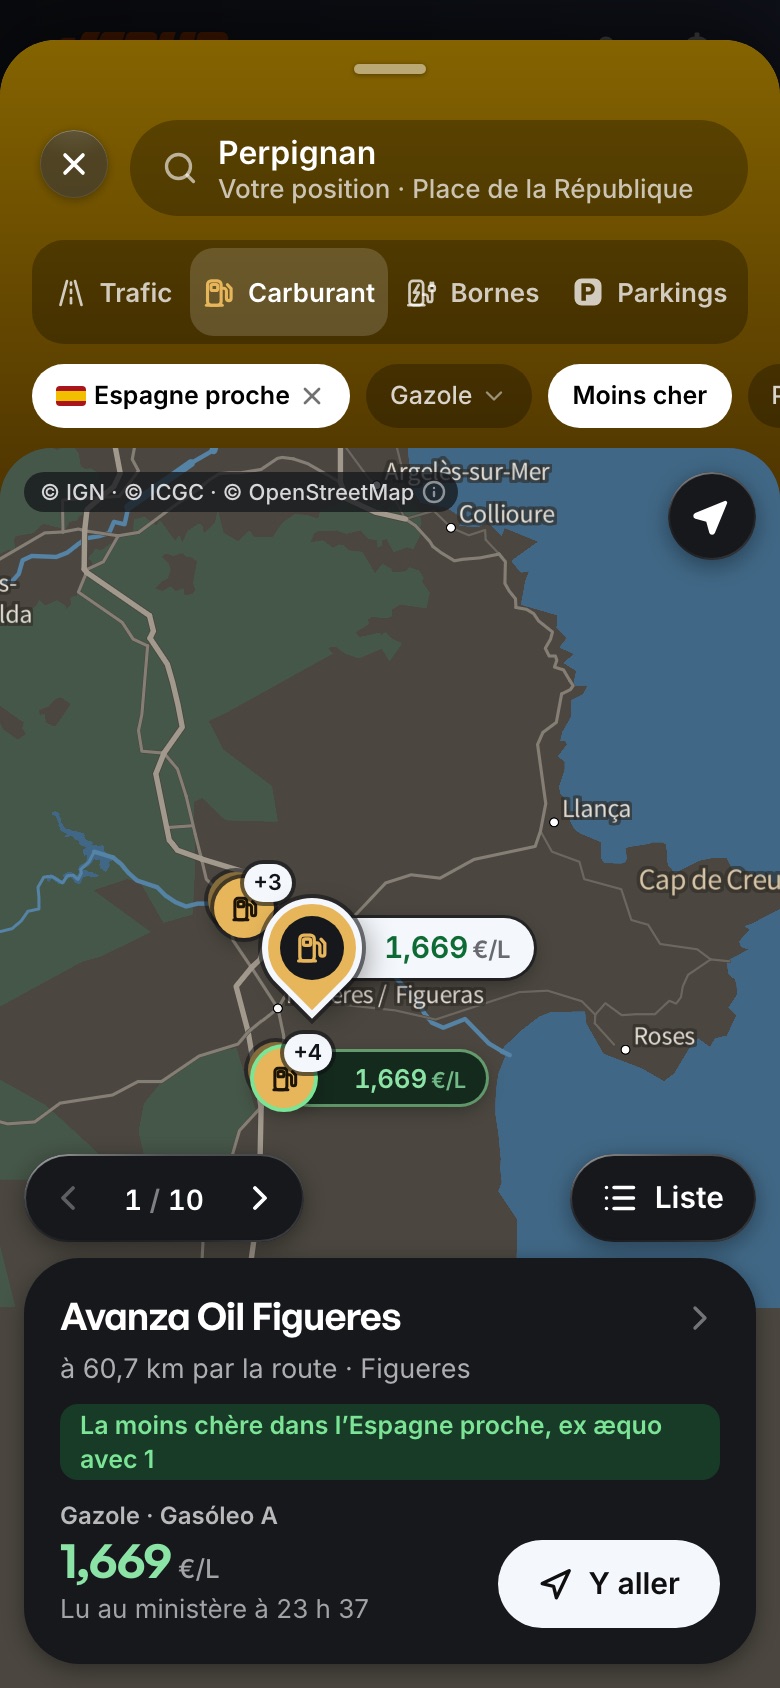 Perpignan
Votre position · Place de la République
Trafic
Carburant
Bornes
Parkings
Espagne proche
Gazole
Moins cher
Argelès-sur-Mer
© IGN · © ICGC · © OpenStreetMap
Collioure
s-
lda
Llança
Cap de Creu
+3
1,669 €/L
eres / Figueras
Roses
+4
1,669 €/L
1 / 10
Liste
Avanza Oil Figueres
à 60,7 km par la route · Figueres
La moins chère dans l’Espagne proche, ex æquo
avec 1
Gazole · Gasóleo A
1,669 €/L
Lu au ministère à 23 h 37
Y aller